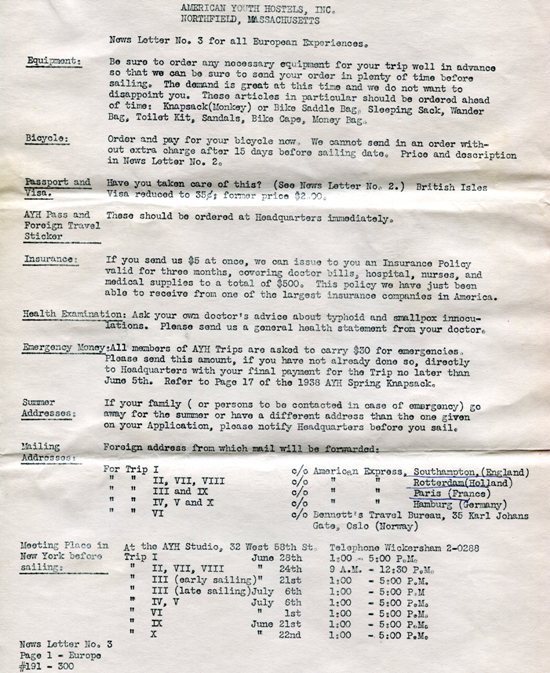 AMERICAN YOUTH HOSTELS, INC.
NORTHFIELD, MASSACHUSETTS
News Letter No. 3 for all European Experiences.
Equipment: Be sure to order any necessary equipment for your trip well in advance
so that we can be sure to send your order in plenty of time before
sailing. The demand is great at this time and we do not want to
disappoint you. These articles in particular should be ordered ahead
of time: Knapsack(Monkey) or Bike Saddle Bag, Sleeping Sack, Wander
Bag, Toilet Kit, Sandals, Bike Cape, Money Bag.
Bicycle: Order and pay for your bicycle now. We cannot send in an order with-
out extra charge after 15 days before sailing date. Price and description
in News Letter No. 2.
Passport and Have you taken care of this? (See News Letter No. 2.) British Isles
Visa. Visa reduced to 35¢; former price $2.00.
AYH Pass and These should be ordered at Headquarters immediately.
Foreign Travel
Sticker
Insurance: If you send us $5 at once, we can issue to you an Insurance Policy
valid for three months, covering doctor bills, hospital, nurses, and
medical supplies to a total of $500. This policy we have just been
able to receive from one of the largest insurance companies in America.
Health Examination: Ask your own doctor's advice about typhoid and smallpox innocu-
lations. Please send us a general health statement from your doctor.
Emergency Money:All members of AYH Trips are asked to carry $30 for emergencies.
Please send this amount, if you have not already done so, directly
to Headquarters with your final payment for the Trip no later than
June 5th. Refer to Page 17 of the 1938 AYH Spring Knapsack.
Summer If your family ( or persons to be contacted in case of emergency) go
Addresses: away for the summer or have a different address than the one given
on your Application, please notify Headquarters before you sail.
Mailing Foreign address from which mail will be forwarded:
Addresses:
For Trip I c/o American Express, Southampton,(England)
" " II, VII, VIII c/o " " Rotterdam(Holland)
" " III and IX c/o " " Paris (France)
" " IV, V and X c/o " " Hamburg (Germany)
" " VI c/o Bennett's Travel Bureau, 35 Karl Johans
Gate, Oslo (Norway)
Meeting Place in At the AYH Studio, 32 West 58th St. Telephone Wickersham 2-0288
New York before Trip I June 28th 1:00 - 5:00 P.M.
sailing: " II, VII, VIII " 24th 9 A.M. - 12:30 P.M.
" III (early sailing)" 21st 1:00 - 5:00 P.M.
" III (late sailing)July 6th 1:00 - 5:00 P.M
" IV, V July 6th 1:00 - 5:00 P.M.
" VI " 1st 1:00 - 5:00 P.M.
" IX June 21st 1:00 - 5:00 P.M.
" X " 22nd 1:00 - 5:00 P.M.
News Letter No. 3
Page 1 - Europe
#191 - 300